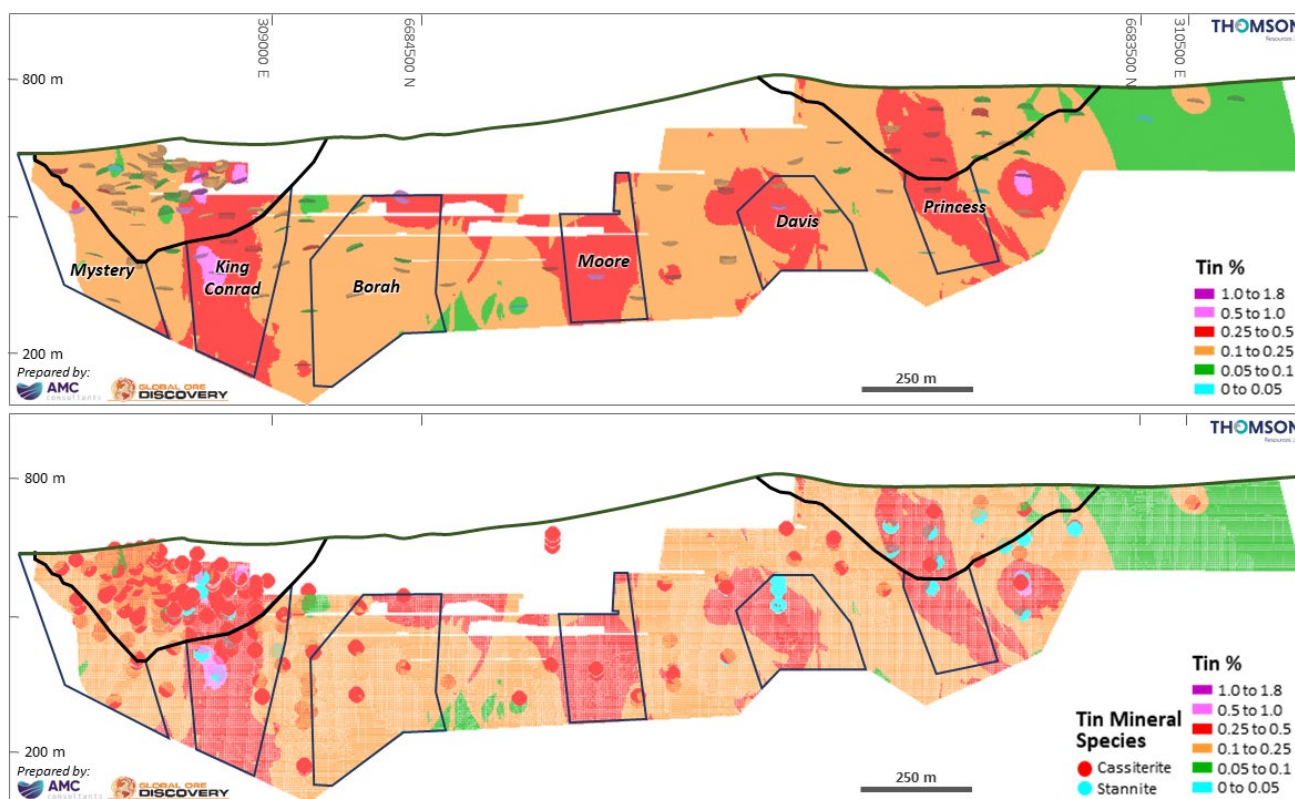 309000 E
6684500 N
6683500 N
310500 E
THOMSON
Resources
800 m
Mystery
King
Conrad
Borah
Moore
Davis
Princess
200 m
Prepared by:
AMC
consultants
GLOBAL ORE
DISCOVERY
250 m
Tin %
1.0 to 1.8
0.5 to 1.0
0.25 to 0.5
0.1 to 0.25
0.05 to 0.1
0 to 0.05
THOMSON
Resources
800 m
200 m
Prepared by:
AMC
consultants
GLOBAL ORE
DISCOVERY
250 m
Tin Mineral
Species
Cassiterite
Stannite
Tin %
1.0 to 1.8
0.5 to 1.0
0.25 to 0.5
0.1 to 0.25
0.05 to 0.1
0 to 0.05